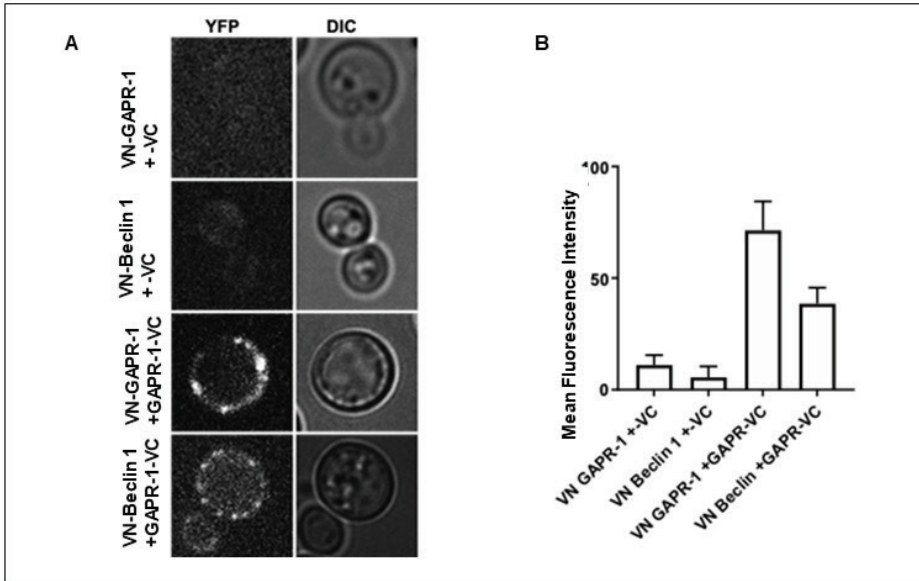 A
YFP
DIC
VN-GAPR-1
+ -VC
VN-Beclin 1
+ -VC
VN-GAPR-1
+GAPR-1-VC
VN-Beclin 1
+GAPR-1-VC
B
Mean Fluorescence Intensity
00
50
0
VN GAPR-1 +-VC
VN Beclin 1 +-VC
VN GAPR-1 +GAPR-VC
VN Beclin +GAPR-VC